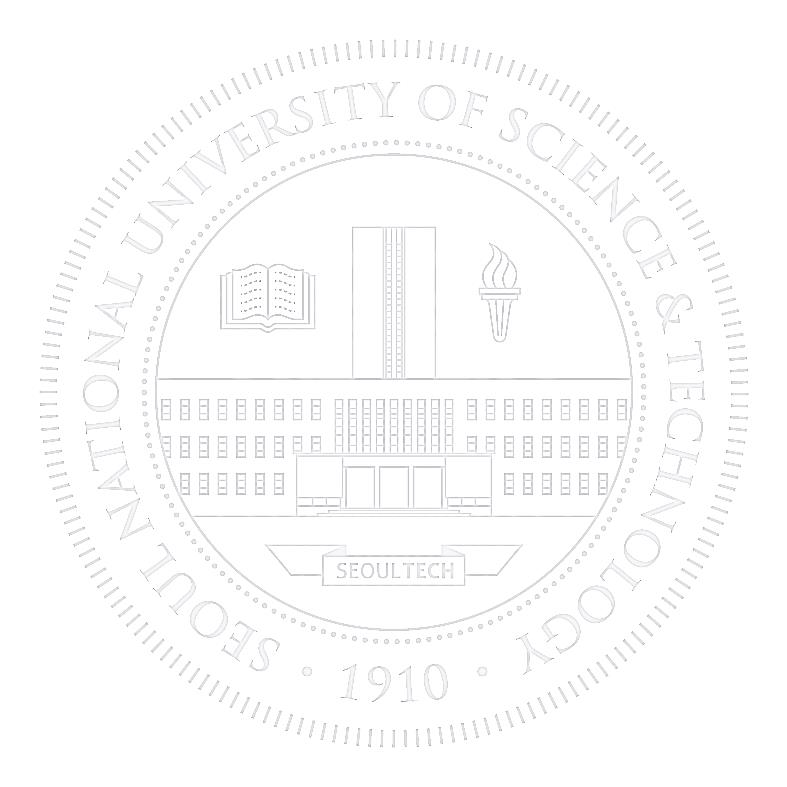 SEOUL NATIONAL UNIVERSITY OF SCIENCE & TECHNOLOGY
SEOULTECH
· 1910 ·